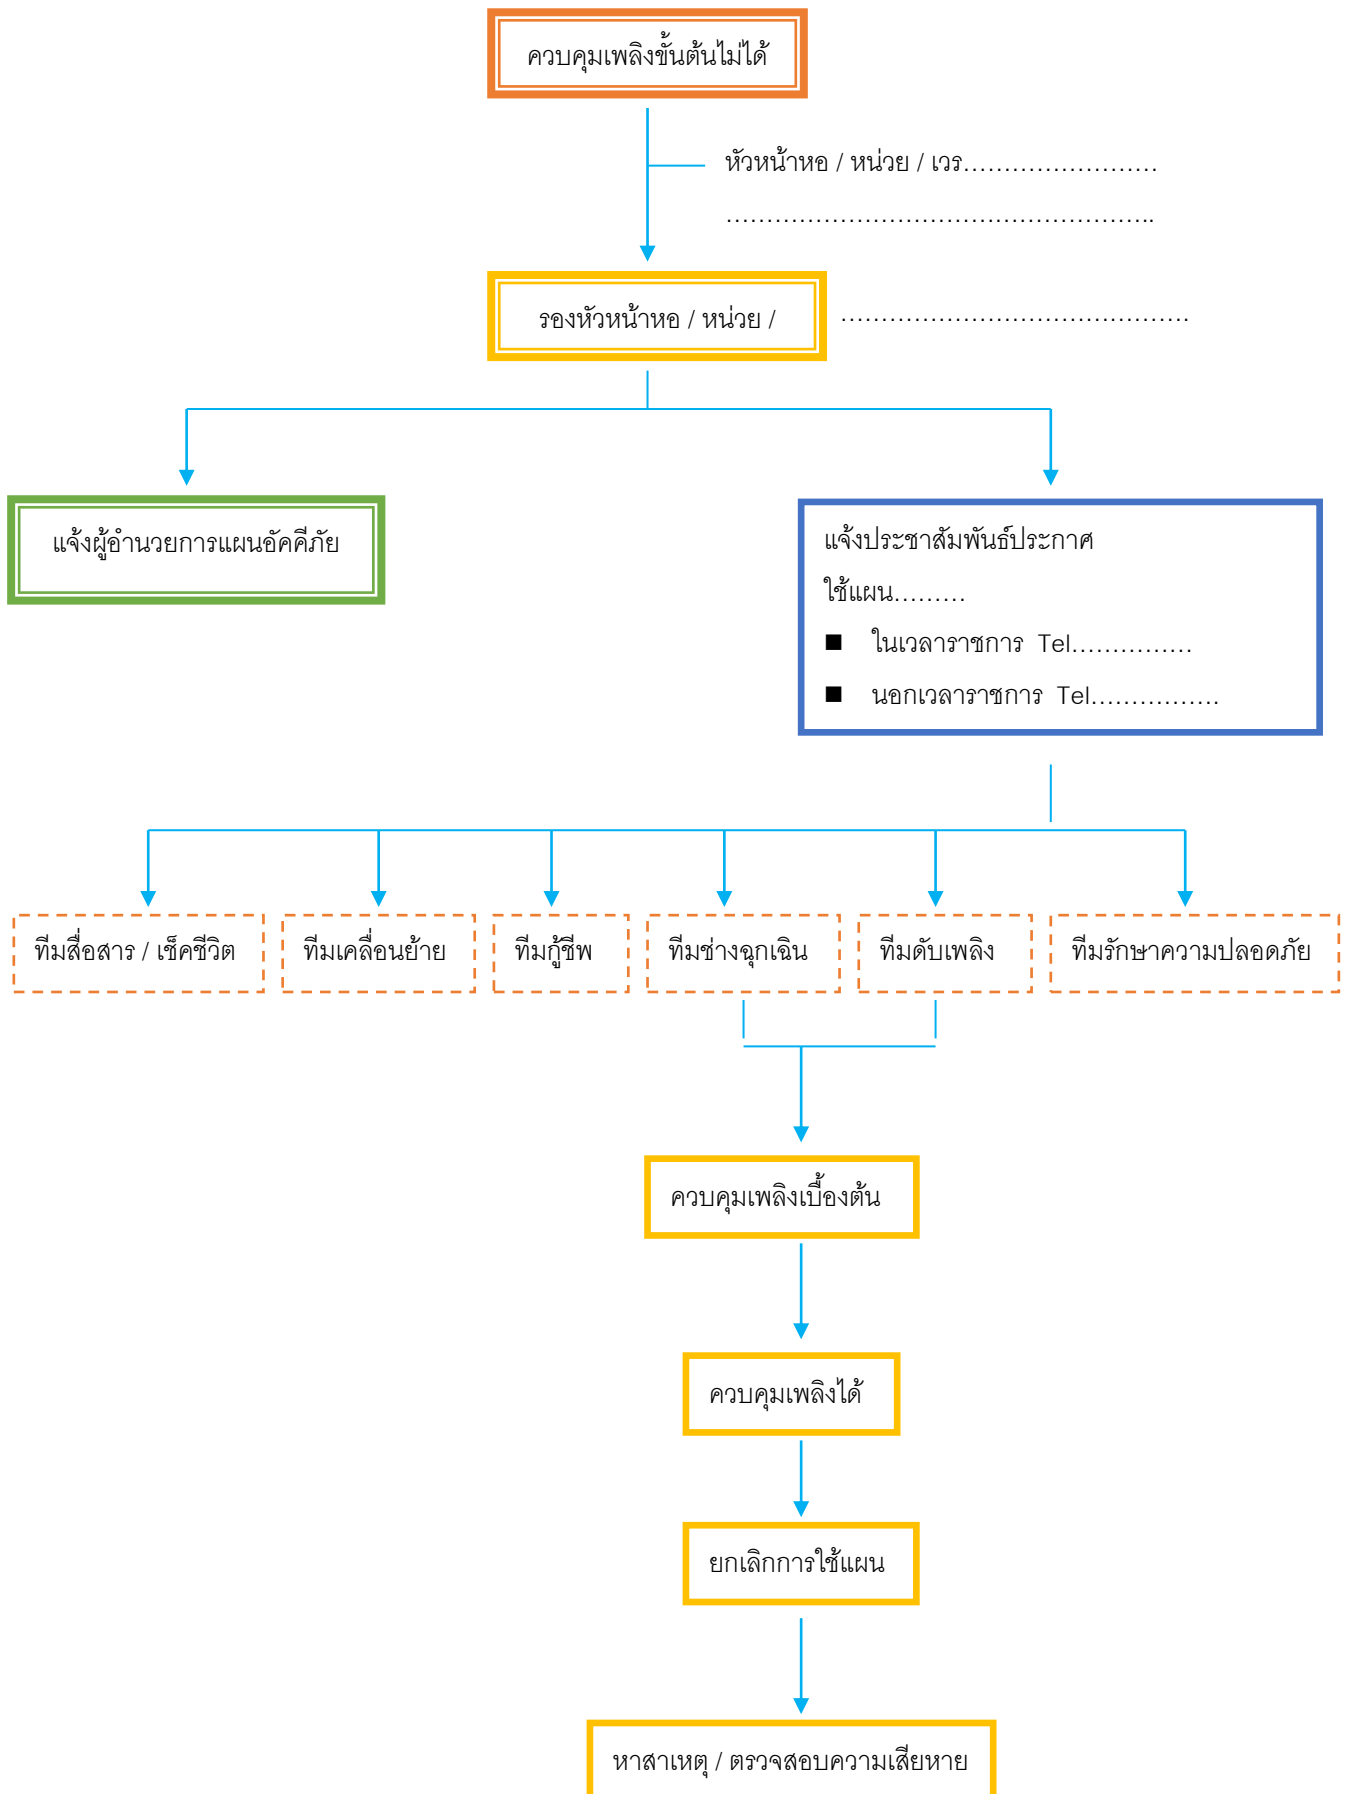 ควบคุมเพลิงขั้นต้นไม่ได้
หัวหน้าหอ / หน่วย / เวร........................
....................................................
รองหัวหน้าหอ / หน่วย /
...........................................
แจ้งผู้อำนวยการแผนอัคคีภัย
แจ้งประชาสัมพันธ์ประกาศ
ใช้แผน.........
■ ในเวลาราชการ Tel...............
■ นอกเวลาราชการ Tel................
ทีมสื่อสาร / เช็คชีวิต
ทีมเคลื่อนย้าย
ทีมกู้ชีพ
ทีมช่างฉุกเฉิน
ทีมดับเพลิง
ทีมรักษาความปลอดภัย
ควบคุมเพลิงเบื้องต้น
ควบคุมเพลิงได้
ยกเลิกการใช้แผน
หาสาเหตุ / ตรวจสอบความเสียหาย